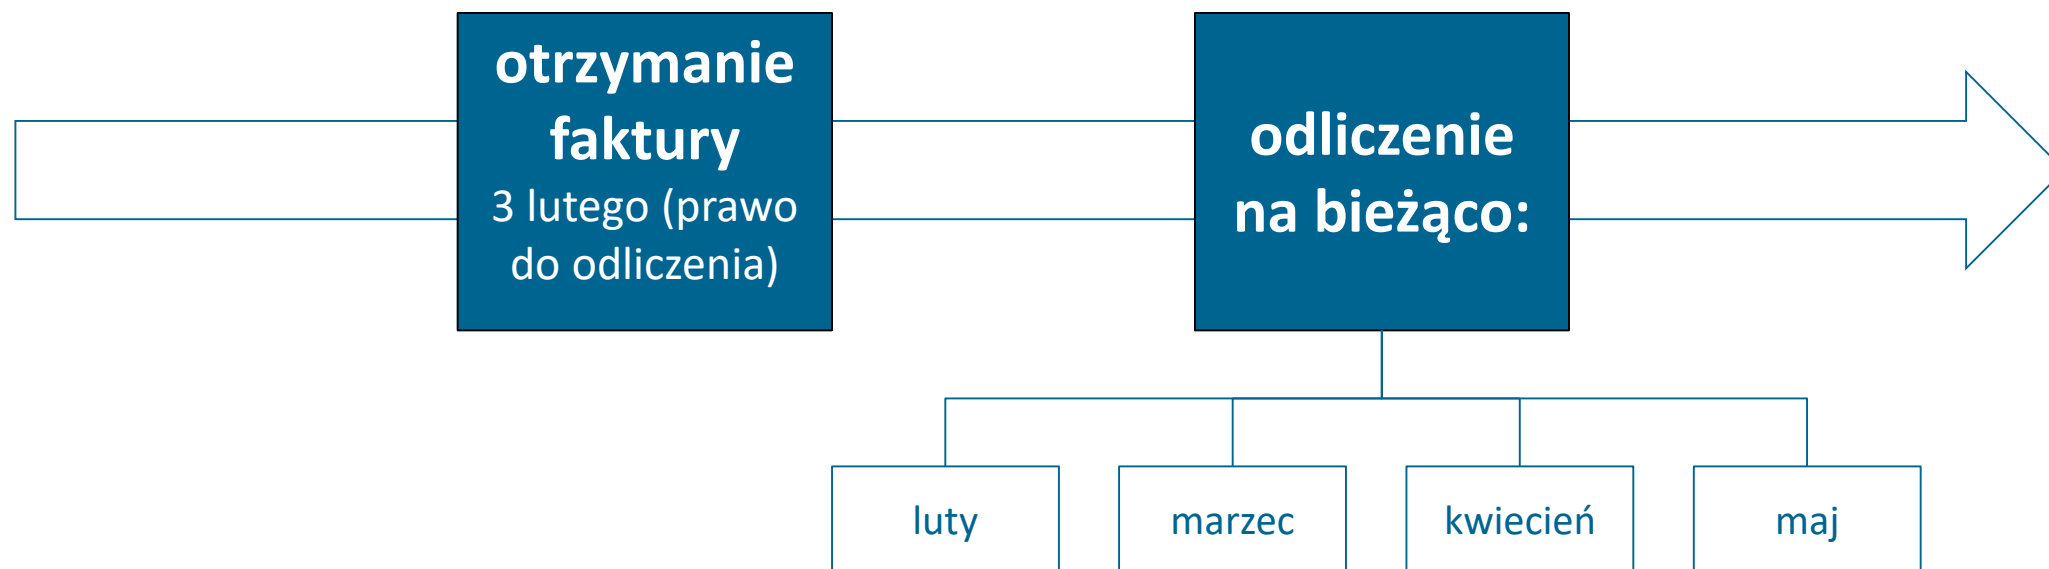 otrzymanie
faktury
3 lutego (prawo
do odliczenia)
odliczenie
na bieżąco:
luty
marzec
kwiecień
maj